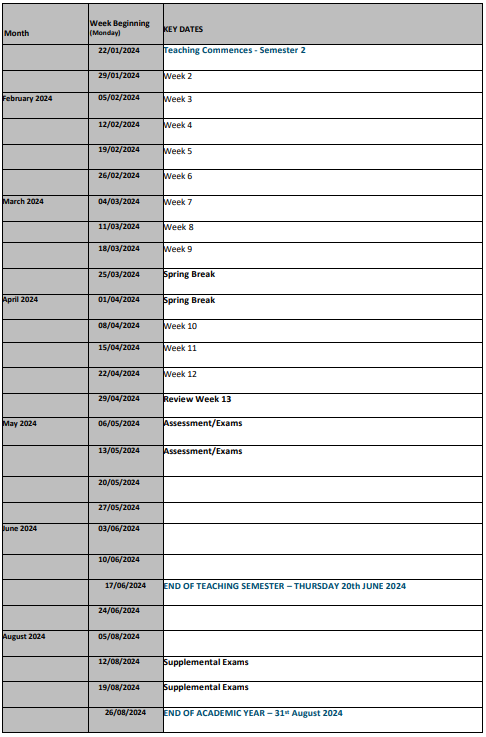 Month Week Beginning (Monday) KEY DATES
22/01/2024 Teaching Commences - Semester 2
29/01/2024 Week 2
February 2024 05/02/2024 Week 3
12/02/2024 Week 4
19/02/2024 Week 5
26/02/2024 Week 6
March 2024 04/03/2024 Week 7
11/03/2024 Week 8
18/03/2024 Week 9
25/03/2024 Spring Break
April 2024 01/04/2024 Spring Break
08/04/2024 Week 10
15/04/2024 Week 11
22/04/2024 Week 12
29/04/2024 Review Week 13
May 2024 06/05/2024 Assessment/Exams
13/05/2024 Assessment/Exams
20/05/2024
27/05/2024
June 2024 03/06/2024
10/06/2024
17/06/2024 END OF TEACHING SEMESTER – THURSDAY 20th JUNE 2024
24/06/2024
August 2024 05/08/2024
12/08/2024 Supplemental Exams
19/08/2024 Supplemental Exams
26/08/2024 END OF ACADEMIC YEAR – 31st August 2024